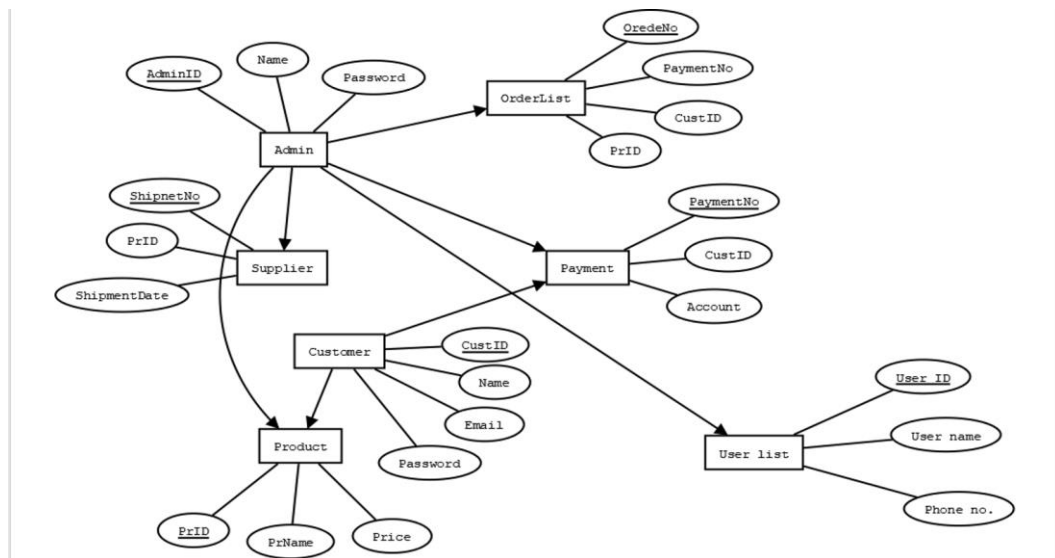 OredeNo
Name
AdminID
Password
PaymentNo
OrderList
CustID
Admin
PrID
ShipnetNo
PaymentNo
PrID
CustID
Supplier
Payment
ShipmentDate
Account
CustID
Customer
Name
User ID
Email
User name
Product
User list
Password
Phone no.
PrID
Price
PrName